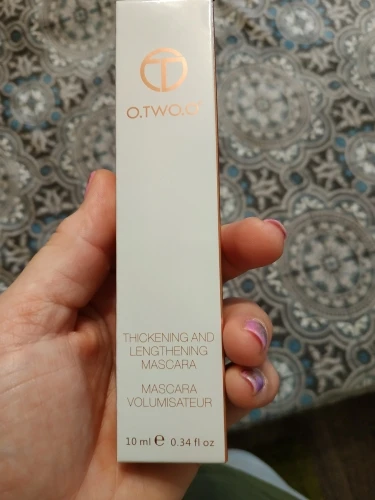 O.TWO.O
THICKENING AND
LENGTHENING
MASCARA
MASCARA
VOLUMISATEUR
10 ml e 0.34 fl oz